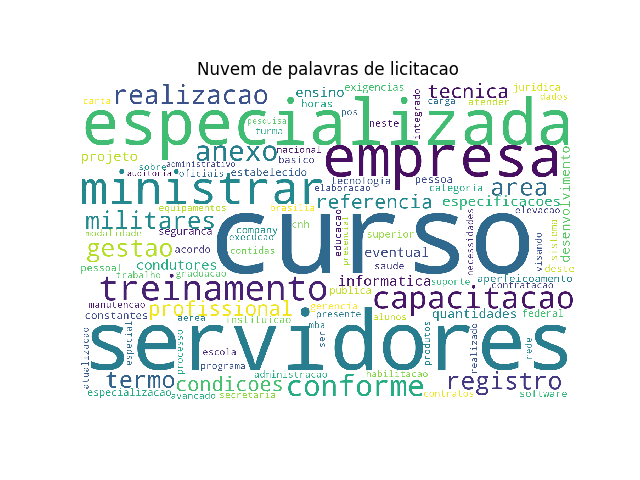 Nuvem de palavras de licitacao
carta realizacao ensino exigencias tecnica juridica
horas pos carga atender dados
especializada
pesquisa turma neste integrado
projeto anexo nacional basico empresa desenvolvimento
sobre administrativo tecnologia pessoa
auditoria oficiais estabelecido elaboracao categoria area
ministrar referencia especificacoes
equipamentos brasilia elevacao
militares seguranca company cnh educacao superior necessidades
modalidade execucao presencial visando sistema
gestao acordo contidas eventual
pessoal condutores saude deste
trabalho graduacao curso informatica suporte aperfeicoamento
treinamento publica contratacao
manutencao profissional gerencia capacitacao
constantes aerea instituicao presente alunos quantidades federal
servidores
atualizacao especial processo escola mba ser produtos realizado rede
programa
termo condicoes administracao conforme habilitacao registro
especializacao avancado secretaria contratos software